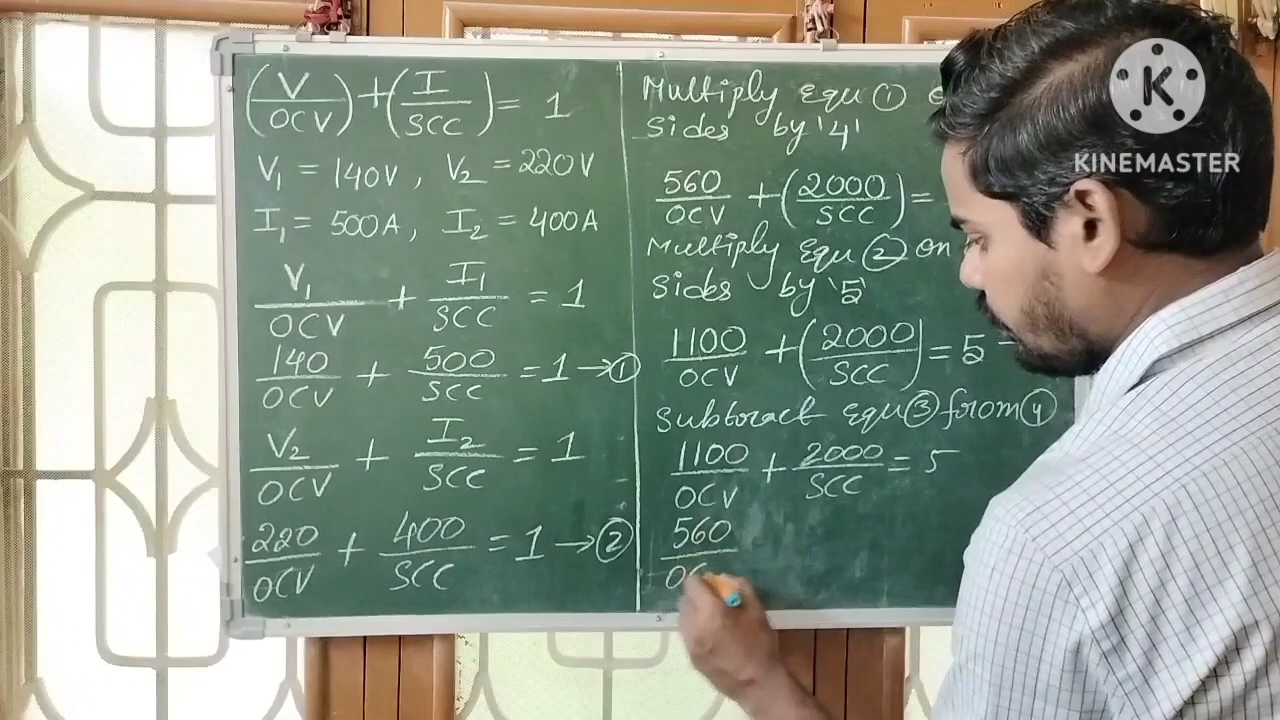 (V/OCV) + (I/SCC) = 1
V₁ = 140V, V₂ = 220V
I₁ = 500A, I₂ = 400A
V₁/OCV + I₁/SCC = 1
140/OCV + 500/SCC = 1 → ①
V₂/OCV + I₂/SCC = 1
220/OCV + 400/SCC = 1 → ②
Multiply equ ①
Sides by '4'
560/OCV + (2000/SCC) =
Multiply equ ② on
Sides by '5'
1100/OCV + (2000/SCC) = 5
Subtract equ ③ from ④
1100/OCV + 2000/SCC = 5
560
K
KINEMASTER